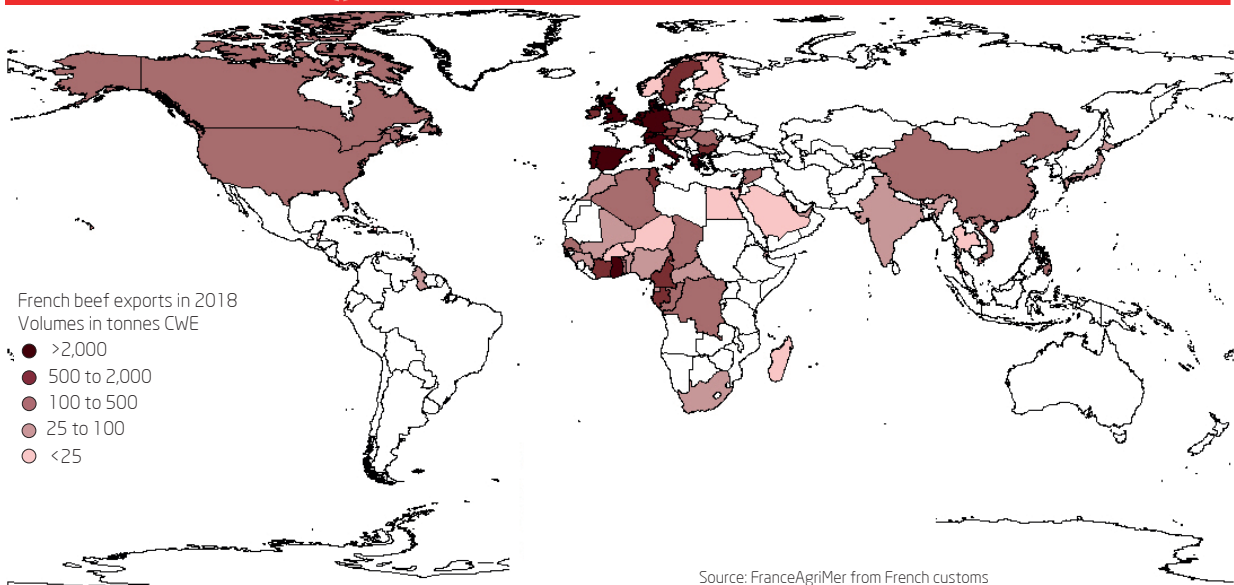 French beef exports in 2018
Volumes in tonnes CWE
>2,000
500 to 2,000
100 to 500
25 to 100
<25
Source: FranceAgriMer from French customs